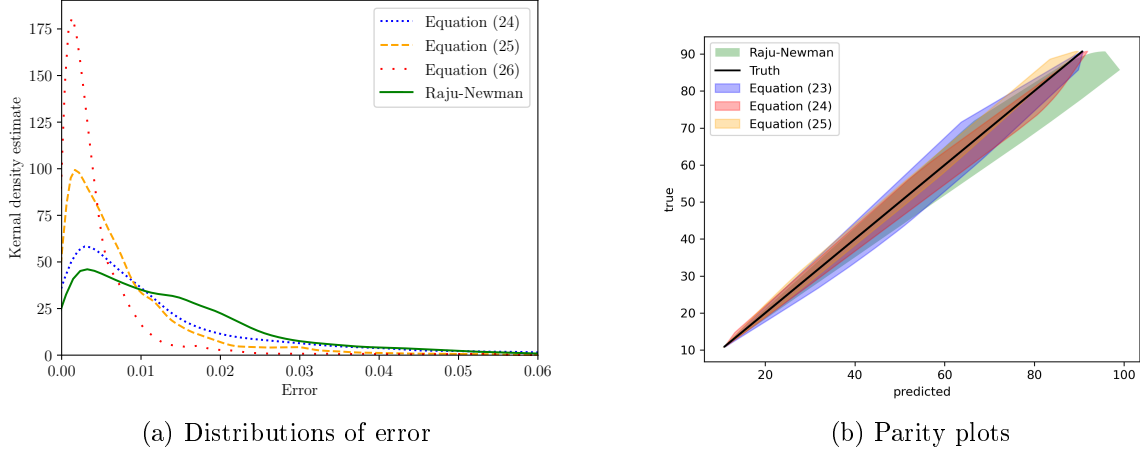 Kernal density estimate
175
150
125
100
75
50
25
0
0.00 0.01 0.02 0.03 0.04 0.05 0.06
Error
Equation (24)
Equation (25)
Equation (26)
Raju-Newman
(a) Distributions of error
true
90
80
70
60
50
40
30
20
10
20 40 60 80 100
predicted
Raju-Newman
Truth
Equation (23)
Equation (24)
Equation (25)
(b) Parity plots